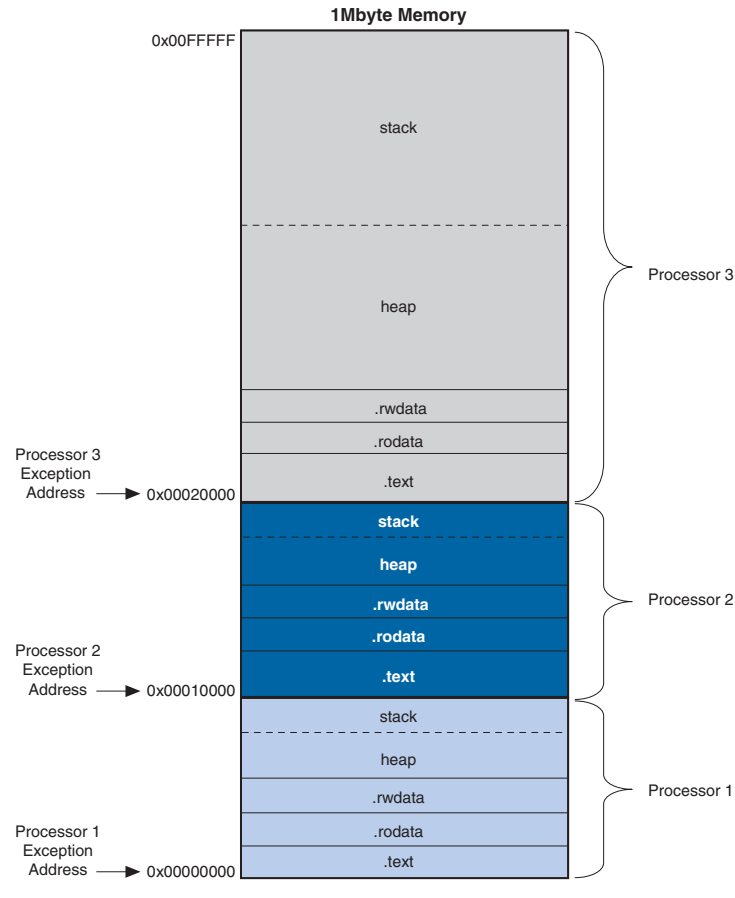 1Mbyte Memory
0x00FFFFF
stack
heap
.rwdata
.rodata
.text
Processor 3
Processor 3
Exception
Address
0x00020000
stack
heap
.rwdata
.rodata
.text
Processor 2
Processor 2
Exception
Address
0x00010000
stack
heap
.rwdata
.rodata
.text
Processor 1
Processor 1
Exception
Address
0x00000000